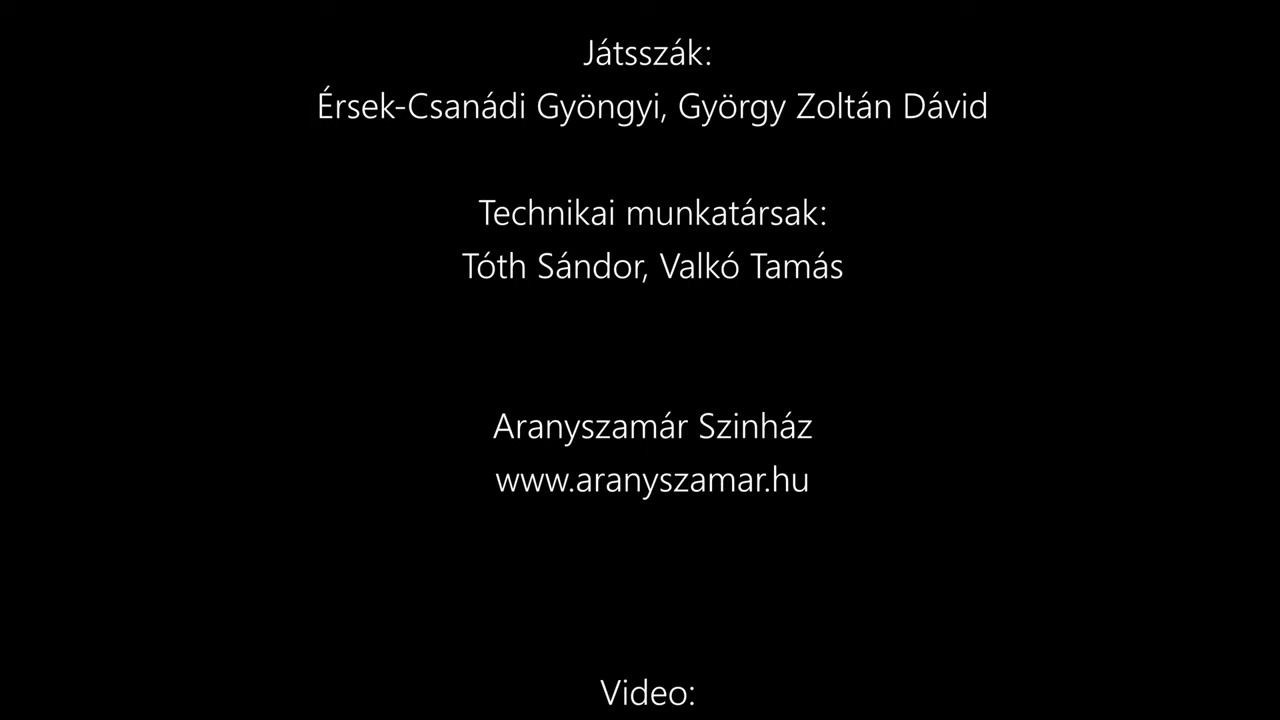 Játsszák:
Érsek-Csanádi Gyöngyi, György Zoltán Dávid
Technikai munkatársak:
Tóth Sándor, Valkó Tamás
Aranyszamár Szinház
www.aranyszamar.hu
Video: